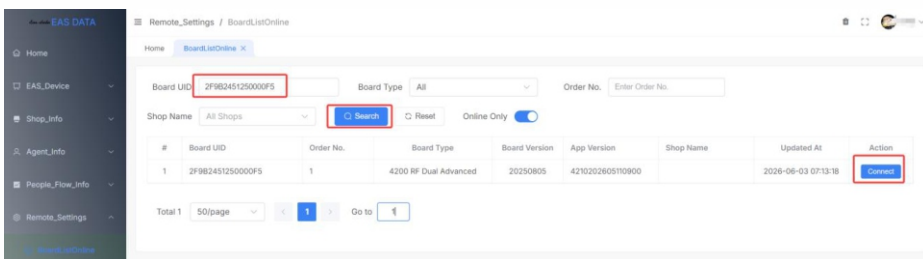 EAS DATA
Remote_Settings / BoardListOnline
Home
Home BoardListOnline ×
EAS_Device
Board UID 2F9B2451250000F5 Board Type All Order No. Enter Order No.
Shop_Info
Shop Name All Shops Search Reset Online Only
Agent_Info
# Board UID Order No. Board Type Board Version App Version Shop Name Updated At Action
1 2F9B2451250000F5 1 4200 RF Dual Advanced 20250805 4210202605110900 2026-06-03 07:13:18 Connect
People_Flow_Info
Total 1 50/page < 1 > Go to 1
Remote_Settings
BoardListOnline